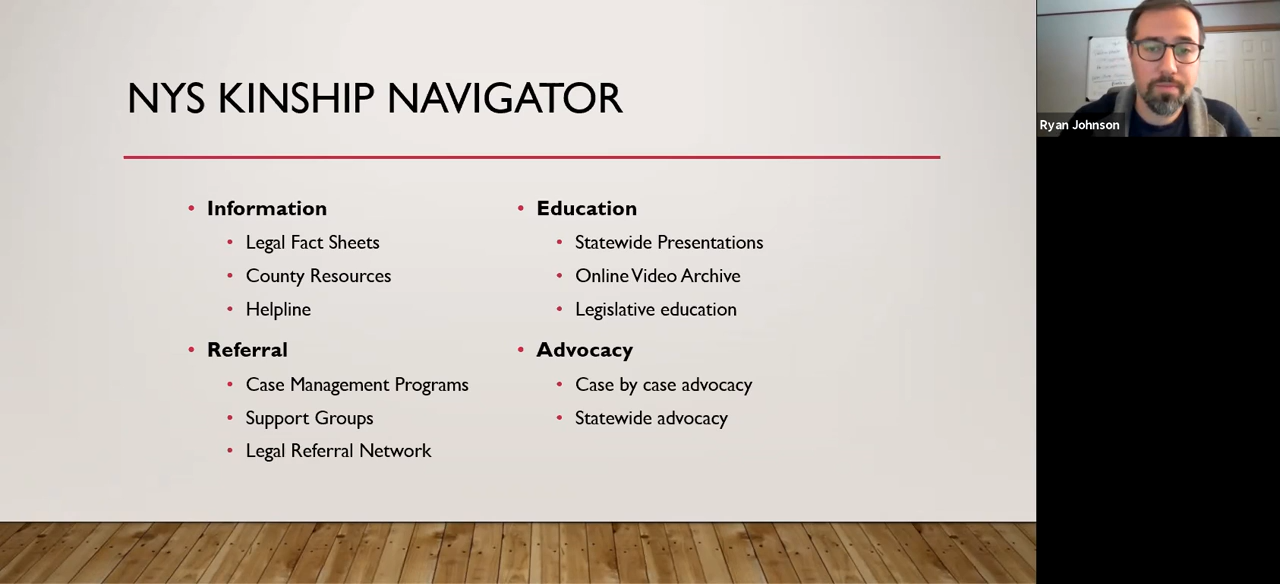 NYS KINSHIP NAVIGATOR
• Information
• Legal Fact Sheets
• County Resources
• Helpline
• Referral
• Case Management Programs
• Support Groups
• Legal Referral Network
• Education
• Statewide Presentations
• Online Video Archive
• Legislative education
• Advocacy
• Case by case advocacy
• Statewide advocacy
Ryan Johnson